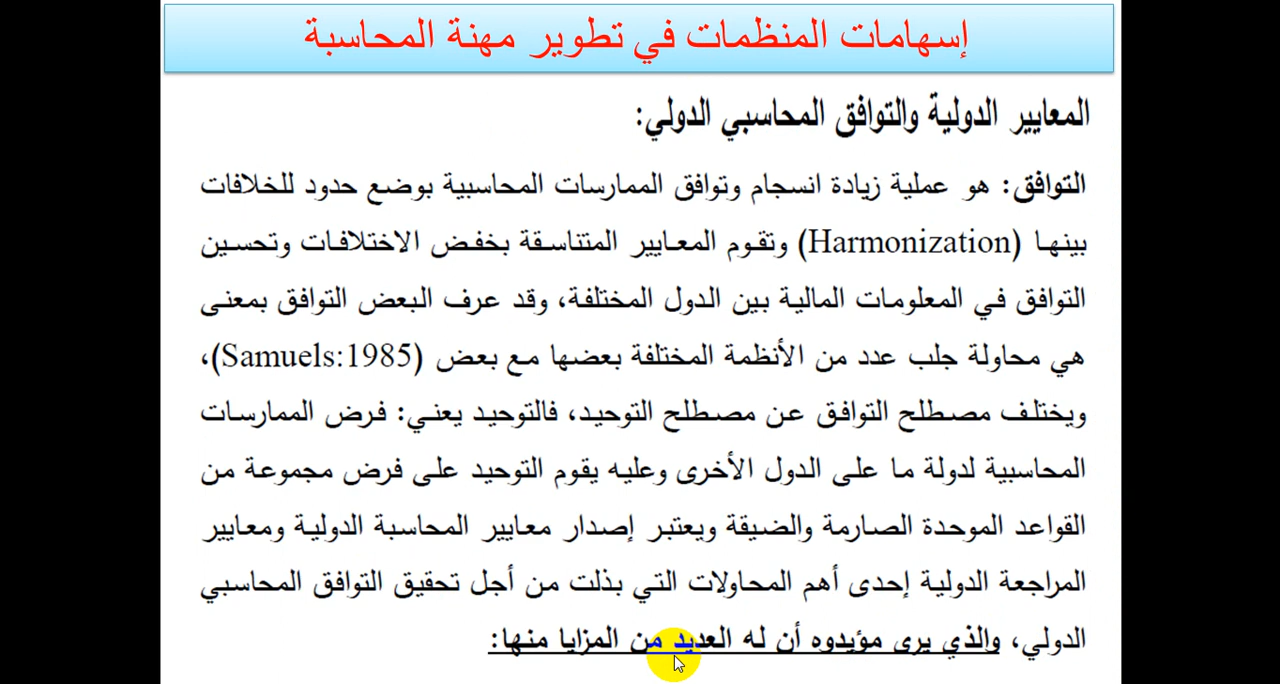 إسهامات المنظمات في تطوير مهنة المحاسبة
المعايير الدولية والتوافق المحاسبي الدولي:
التوافق: هو عملية زيادة انسجام وتوافق الممارسات المحاسبية بوضع حدود للخلافات
بينها (Harmonization) وتقوم المعايير المتناسقة بخفض الاختلافات وتحسين
التوافق في المعلومات المالية بين الدول المختلفة، وقد عرف البعض التوافق بمعنى
هي محاولة جلب عدد من الأنظمة المختلفة بعضها مع بعض (Samuels:1985)،
ويختلف مصطلح التوافق عن مصطلح التوحيد، فالتوحيد يعني: فرض الممارسات
المحاسبية لدولة ما على الدول الأخرى وعليه يقوم التوحيد على فرض مجموعة من
القواعد الموحدة الصارمة والضيقة ويعتبر إصدار معايير المحاسبة الدولية ومعايير
المراجعة الدولية إحدى أهم المحاولات التي بذلت من أجل تحقيق التوافق المحاسبي
الدولي، والذي يرى مؤيدوه أن له العديد من المزايا منها: